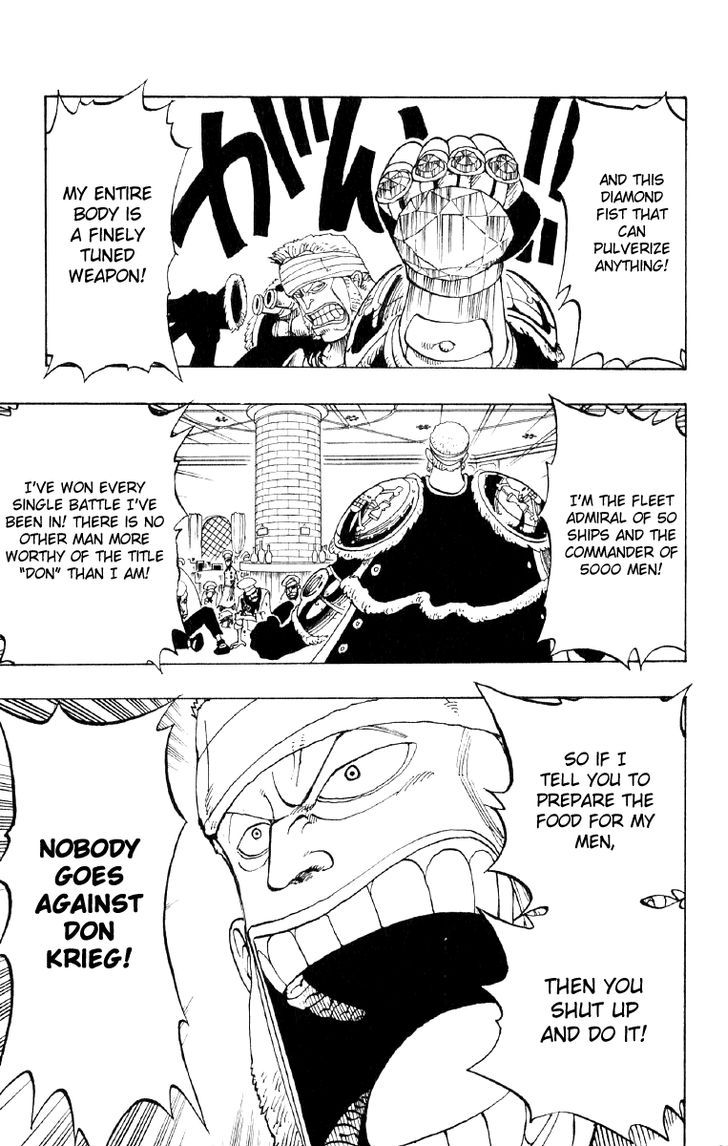 AND THIS
DIAMOND
FIST THAT
CAN
PULVERIZE
ANYTHING!
ガーン!!
MY ENTIRE
BODY IS
A FINELY
TUNED
WEAPON!
I'M THE FLEET
ADMIRAL OF 50
SHIPS AND THE
COMMANDER OF
5000 MEN!
I'VE WON EVERY
SINGLE BATTLE I'VE
BEEN IN! THERE IS NO
OTHER MAN MORE
WORTHY OF THE TITLE
"DON" THAN I AM!
SO IF I
TELL YOU TO
PREPARE THE
FOOD FOR MY
MEN,
THEN YOU
SHUT UP
AND DO IT!
NOBODY
GOES
AGAINST
DON
KRIEG!